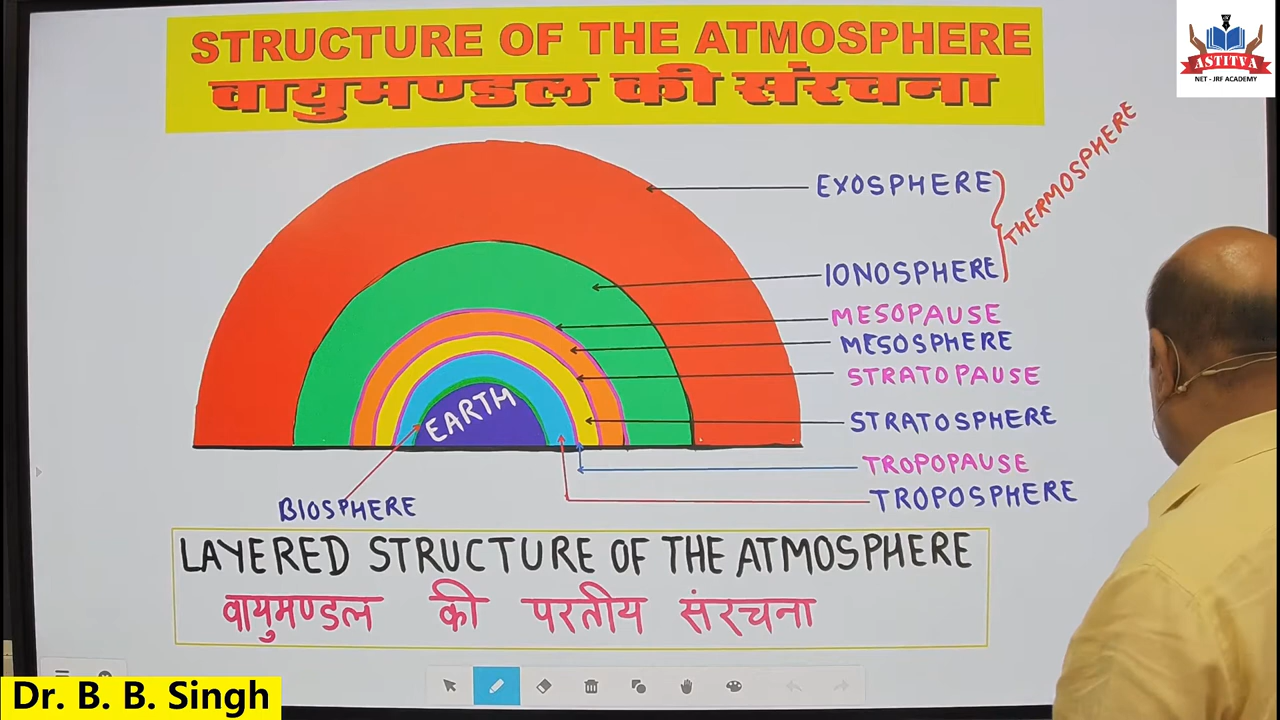 STRUCTURE OF THE ATMOSPHERE
वायुमण्डल की संरचना
ASTITVA
NET - JRF ACADEMY
EXOSPHERE
THERMOSPHERE
IONOSPHERE
MESOPAUSE
MESOSPHERE
STRATOPAUSE
EARTH
STRATOSPHERE
TROPOPAUSE
TROPOSPHERE
BIOSPHERE
LAYERED STRUCTURE OF THE ATMOSPHERE
वायुमण्डल की परतीय संरचना
Dr. B. B. Singh